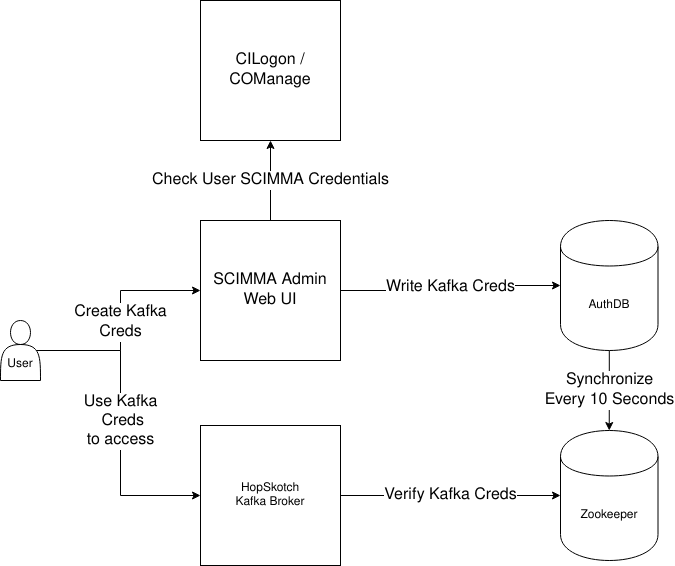 CILogon /
COManage
Check User SCIMMA Credentials
SCIMMA Admin
Web UI
Write Kafka Creds
AuthDB
Create Kafka
Creds
User
Synchronize
Every 10 Seconds
Use Kafka
Creds
to access
HopSkotch
Kafka Broker
Verify Kafka Creds
Zookeeper